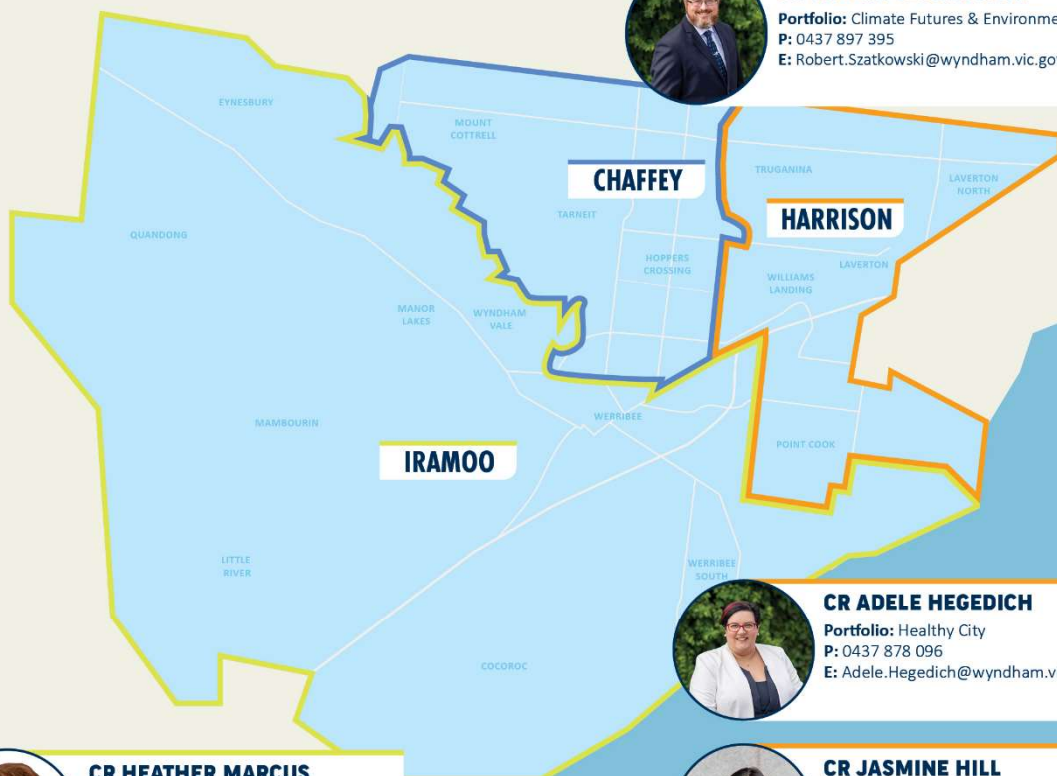 Portfolio: Climate Futures & Environme
P: 0437 897 395
E: Robert.Szatkowski@wyndham.vic.gov
EYNESBURY
MOUNT
COTTRELL
CHAFFEY
TRUGANINA
LAVERTON
NORTH
TARNEIT
HARRISON
QUANDONG
HOPPERS
CROSSING
LAVERTON
WILLIAMS
LANDING
MANOR
LAKES
WYNDHAM
VALE
WERRIBEE
MAMBOURIN
POINT COOK
IRAMOO
LITTLE
RIVER
WERRIBEE
SOUTH
CR ADELE HEGEDICH
Portfolio: Healthy City
P: 0437 878 096
E: Adele.Hegedich@wyndham.v
COCOROC
CR HEATHER MARCUS
CR JASMINE HILL